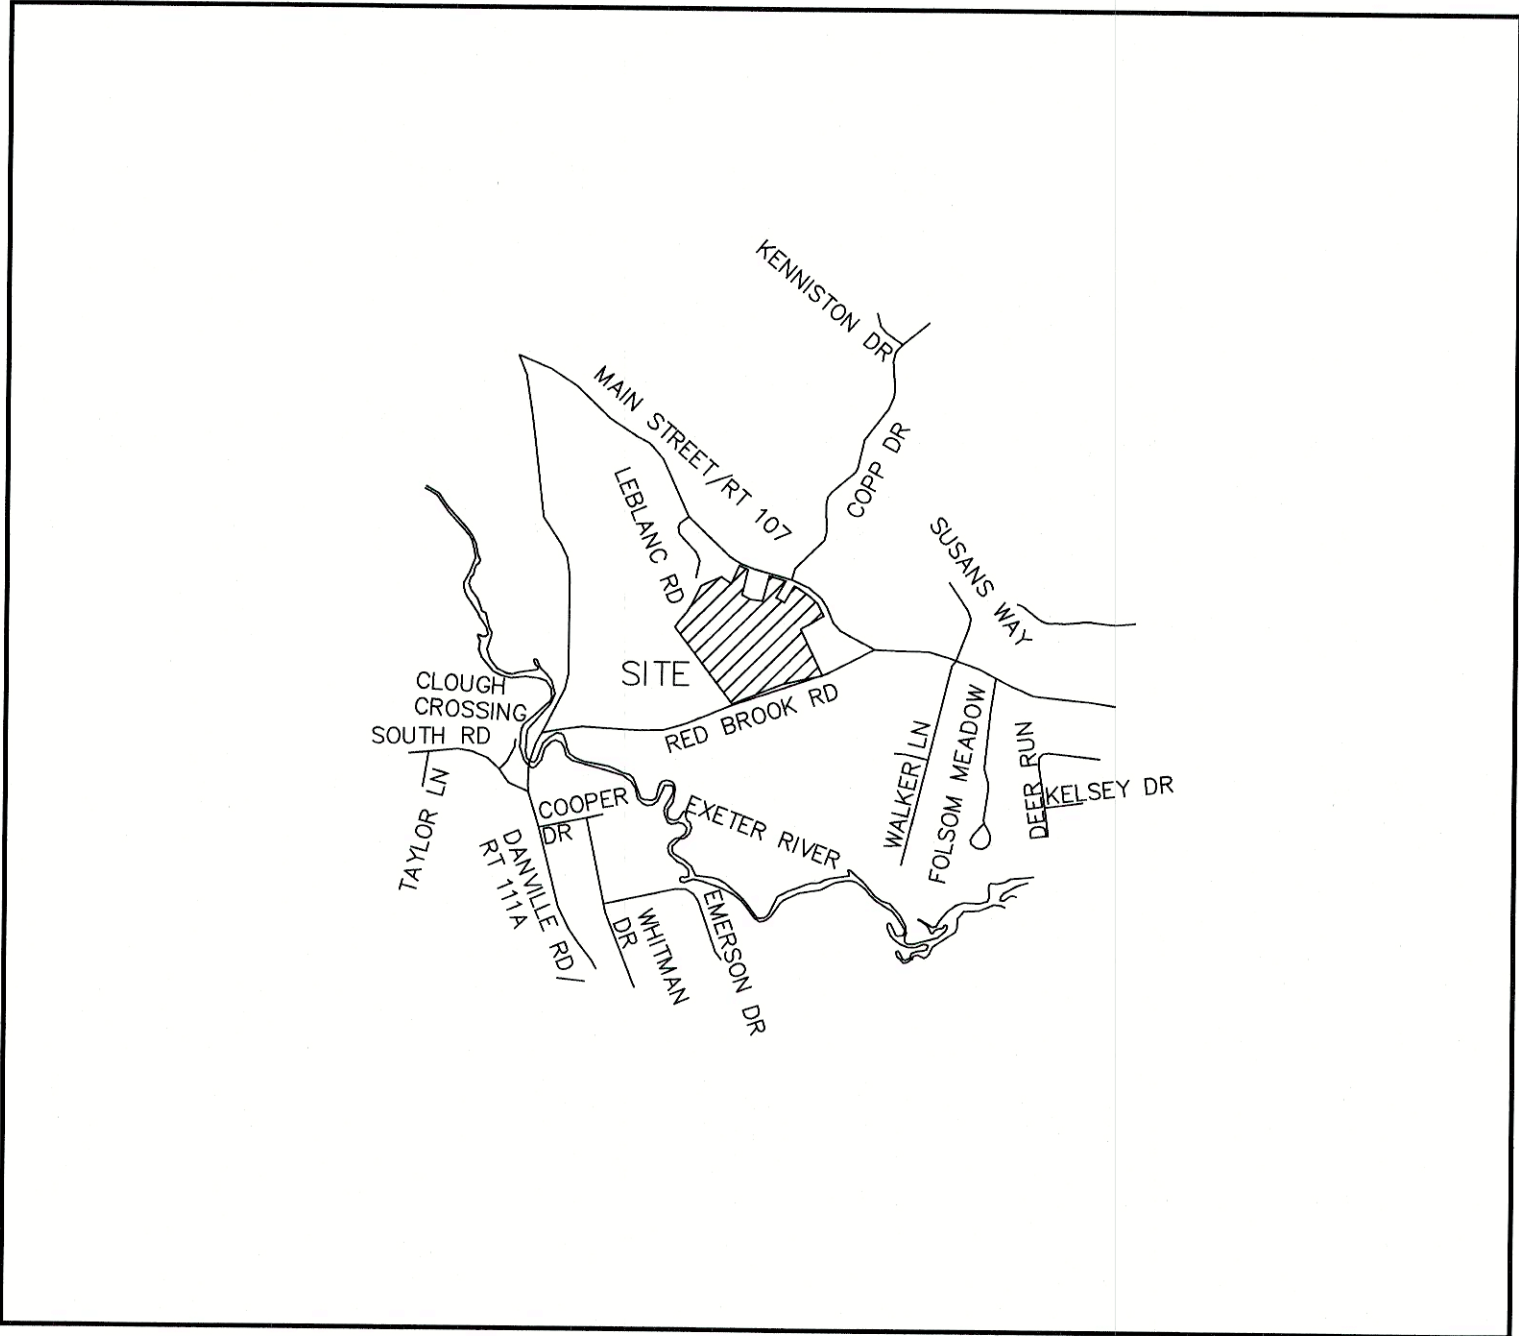 KENNISTON DR
MAIN STREET/RT 107
COPP DR
LEBLANC RD
SUSANS WAY
SITE
CLOUGH
CROSSING
SOUTH RD
RED BROOK RD
TAYLOR LN
COOPER
DR
DANVILLE RD/
RT 111A
EXETER RIVER
WALKER LN
FOLSOM MEADOW
DEER RUN
KELSEY DR
WHITMAN
DR
EMERSON DR